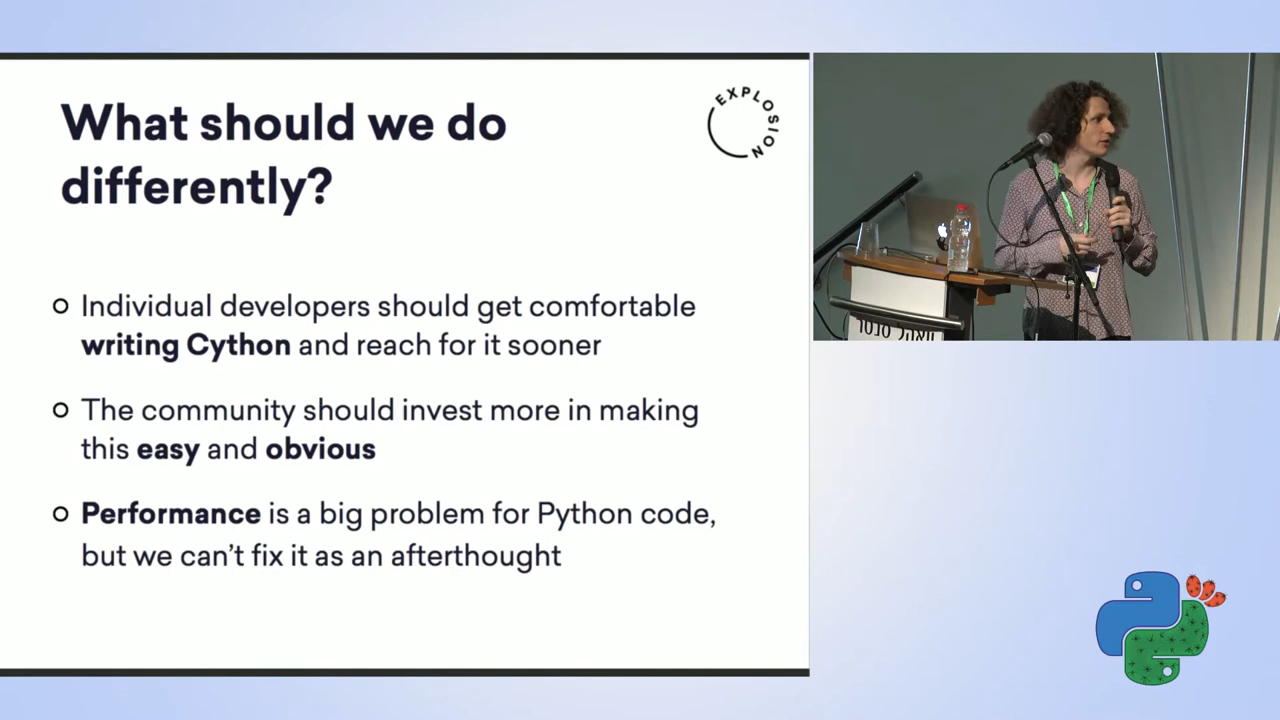 What should we do
differently?
EXPLOSION
Individual developers should get comfortable
writing Cython and reach for it sooner
The community should invest more in making
this easy and obvious
Performance is a big problem for Python code,
but we can't fix it as an afterthought